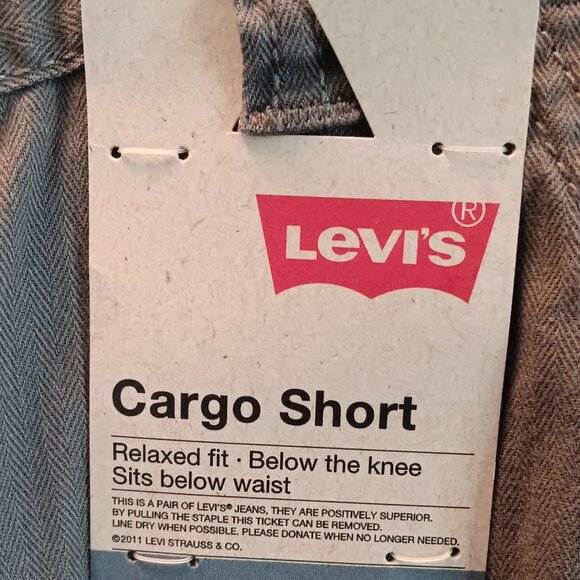 Levi's®
Cargo Short
Relaxed fit · Below the knee
Sits below waist
THIS IS A PAIR OF LEVI'S® JEANS, THEY ARE POSITIVELY SUPERIOR.
BY PULLING THE STAPLE THIS TICKET CAN BE REMOVED.
LINE DRY WHEN POSSIBLE. PLEASE DONATE WHEN NO LONGER NEEDED.
©2011 LEVI STRAUSS & CO.